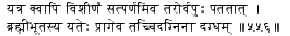 यत्र क्वापि विशीर्णं सत्पर्णमिव तरोर्वपुः पततात् ।
ब्रह्मीभूतस्य यतेः प्रागेव तच्चिदग्निना दग्धम् ॥५५६॥